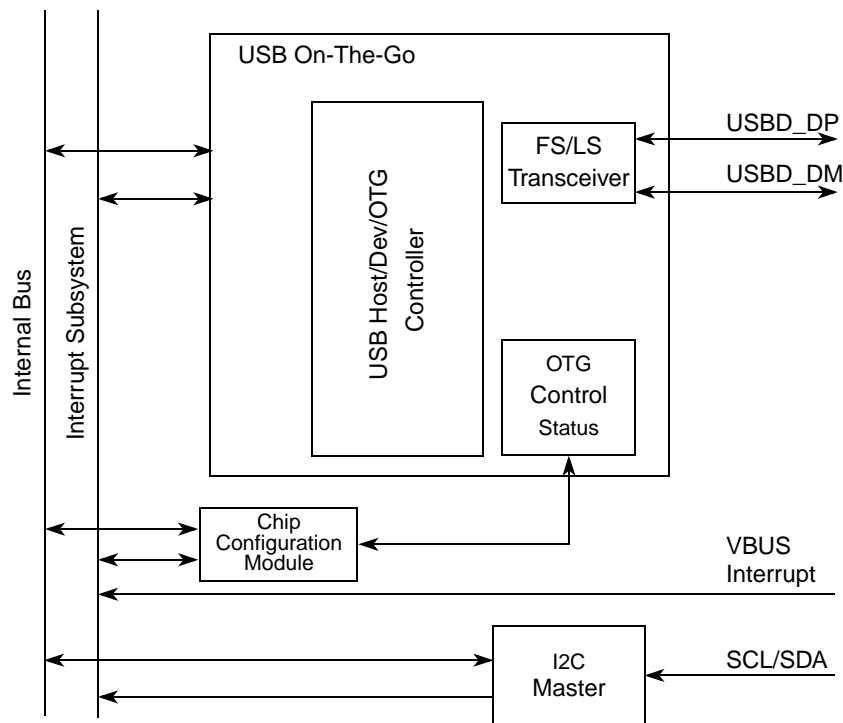 USB On-The-Go
USBD_DP
FS/LS
Transceiver
USBD_DM
USB Host/Dev/OTG
Controller
Internal Bus
Interrupt Subsystem
OTG
Control
Status
Chip
Configuration
Module
VBUS
Interrupt
I2C
Master
SCL/SDA